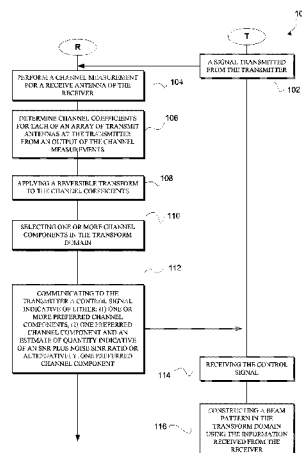 10
R
T
A SIGNAL TRANSMITTED
FROM THE TRANSMITTER
102
PERFORM A CHANNEL MEASUREMENT
FOR A RECEIVE ANTENNA OF THE
RECEIVER
104
DETERMINE CHANNEL COEFFICIENTS
FOR EACH OF AN ARRAY OF TRANSMIT
ANTENNAS AT THE TRANSMITTER
FROM AN OUTPUT OF THE CHANNEL
MEASUREMENTS
106
APPLYING A REVERSIBLE TRANSFORM
TO THE CHANNEL COEFFICIENTS
108
SELECTING ONE OR MORE CHANNEL
COMPONENTS IN THE TRANSFORM
DOMAIN
110
112
COMMUNICATING TO THE
TRANSMITTER A CONTROL SIGNAL
INDICATIVE OF EITHER: (1) ONE OR
MORE PREFERRED CHANNEL
COMPONENTS, (2) ONE PREFERRED
CHANNEL COMPONENT AND AN
ESTIMATE OF QUANTITY INDICATIVE
OF AN SNR PLUS NOISE SINR RATIO OR
ALTERNATIVELY, ONE PREFERRED
CHANNEL COMPONENT
RECEIVING THE CONTROL
SIGNAL
114
CONSTRUCTING A BEAM
PATTERN IN THE
TRANSFORM DOMAIN
USING THE INFORMATION
RECEIVED FROM THE
RECEIVER
116